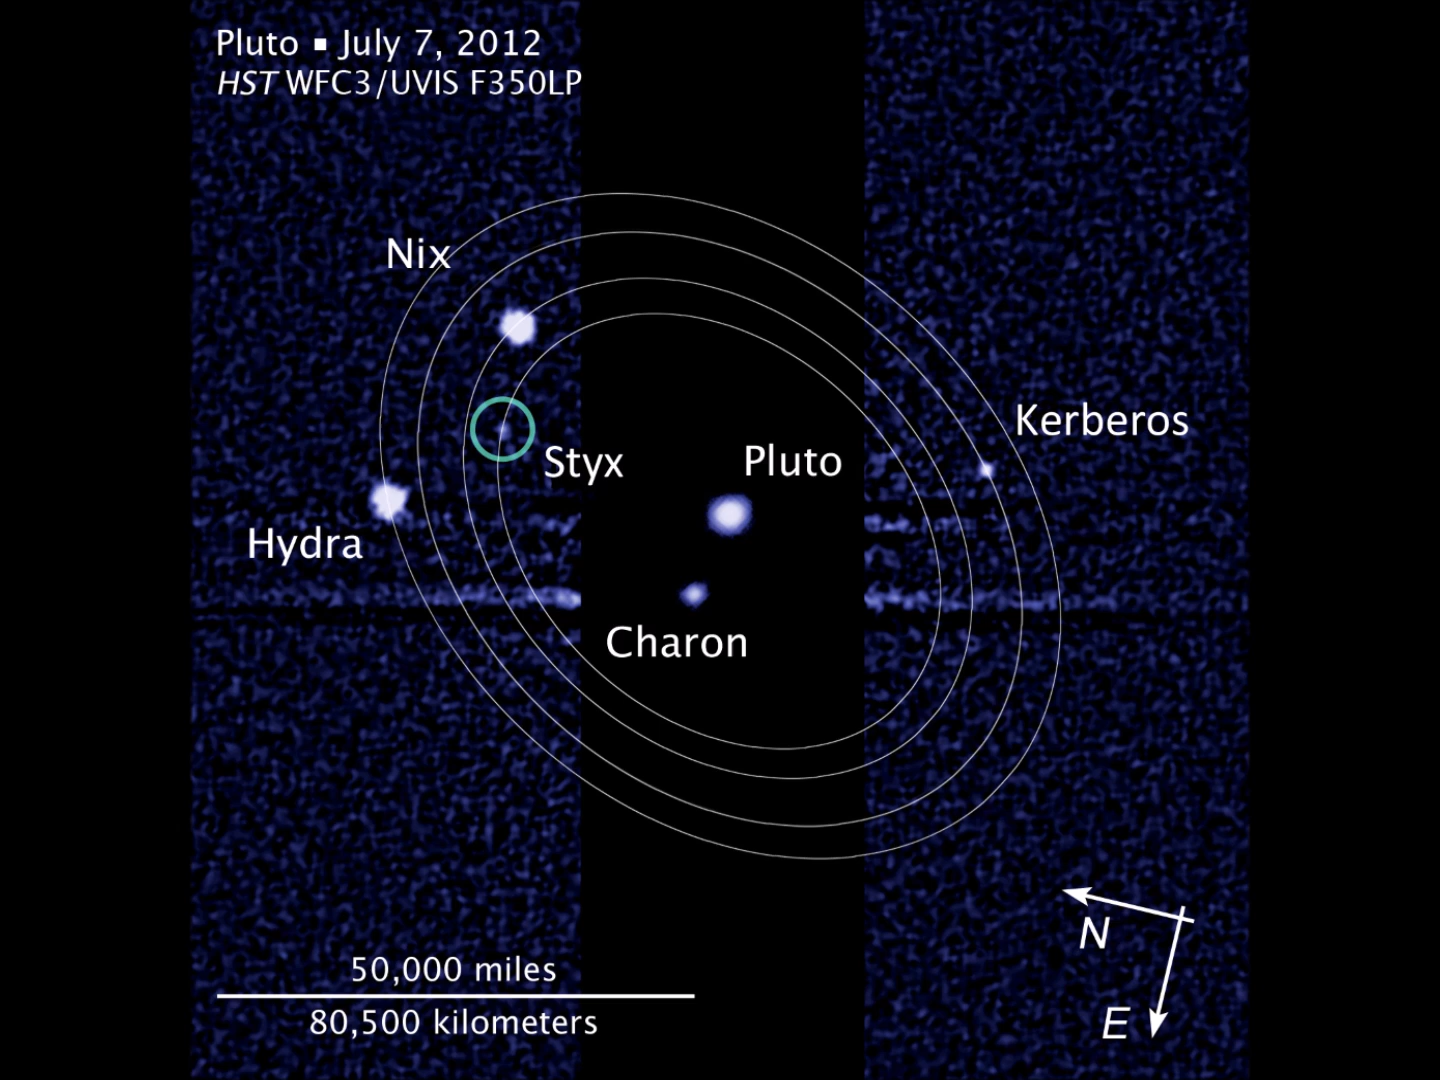 Pluto ▪ July 7, 2012
HST WFC3/UVIS F350LP
Nix
Kerberos
Styx
Pluto
Hydra
Charon
N
50,000 miles
80,500 kilometers
E